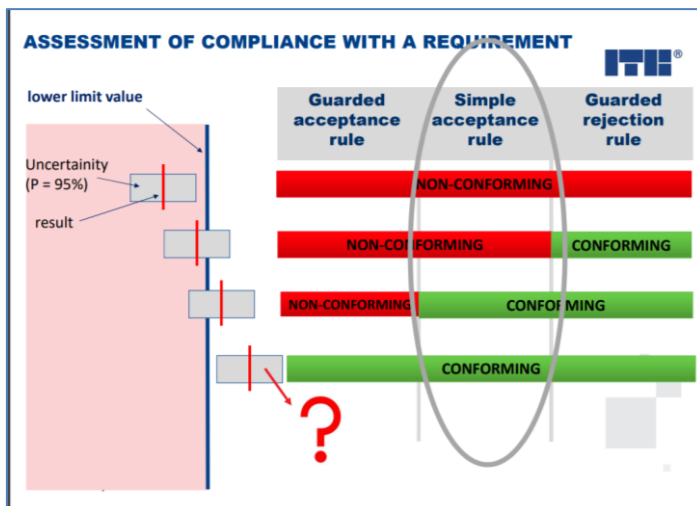 ASSESSMENT OF COMPLIANCE WITH A REQUIREMENT
ITB®
lower limit value
Guarded acceptance rule
Simple acceptance rule
Guarded rejection rule
Uncertainity
(P = 95%)
result
NON-CONFORMING
NON-CONFORMING
CONFORMING
NON-CONFORMING
CONFORMING
CONFORMING
?